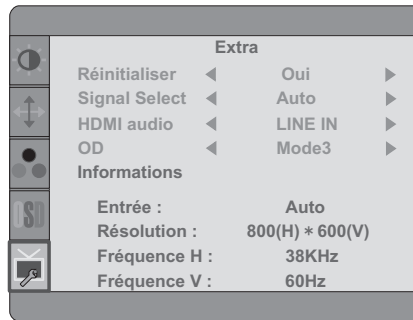 Extra
Réinitialiser ◀ Oui ▶
Signal Select ◀ Auto ▶
HDMI audio ◀ LINE IN ▶
OD ◀ Mode3 ▶
Informations
Entrée : Auto
Résolution : 800(H) * 600(V)
OSD
Fréquence H : 38KHz
Fréquence V : 60Hz